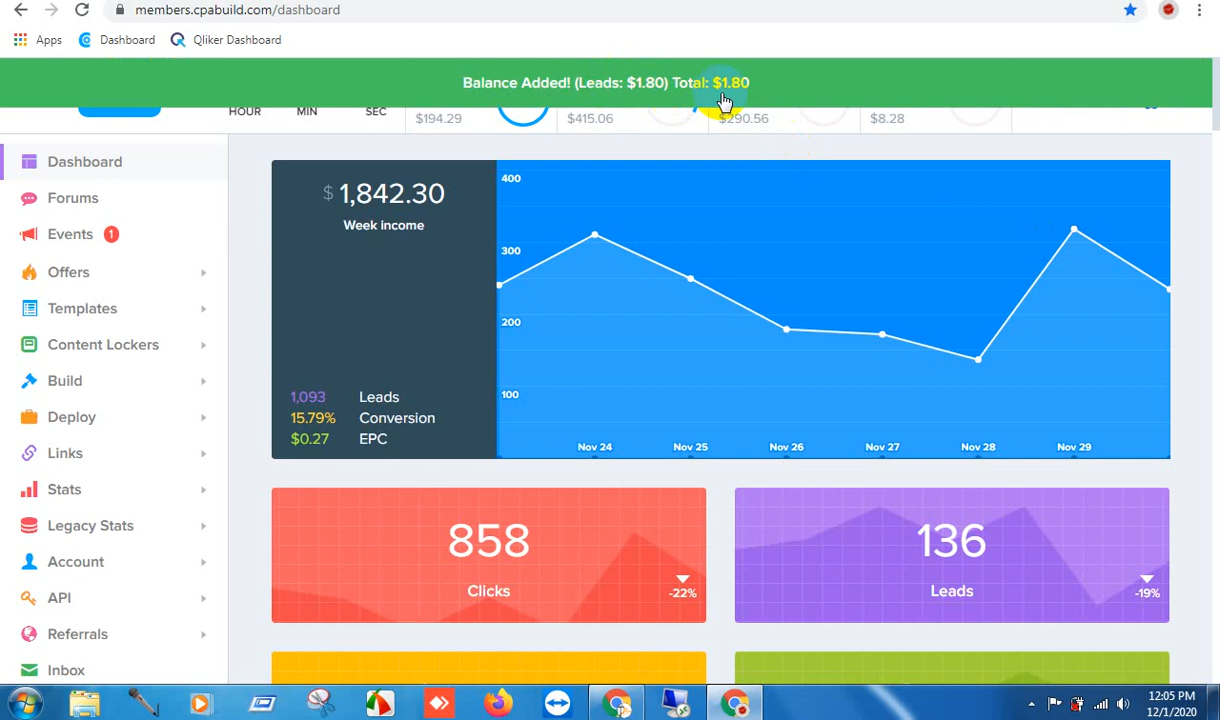 members.cpabuild.com/dashboard
Apps Dashboard Qliker Dashboard
Balance Added! (Leads: $1.80) Total: $1.80
HOUR MIN SEC
$194.29 $415.06 $290.56 $8.28
Dashboard
Forums
Events 1
Offers
Templates
Content Lockers
Build
Deploy
Links
Stats
Legacy Stats
Account
API
Referrals
Inbox
$ 1,842.30
Week income
1,093 Leads
15.79% Conversion
$0.27 EPC
400
300
200
100
Nov 24 Nov 25 Nov 26 Nov 27 Nov 28 Nov 29
858
Clicks
-22%
136
Leads
-19%
12:05 PM
12/1/2020